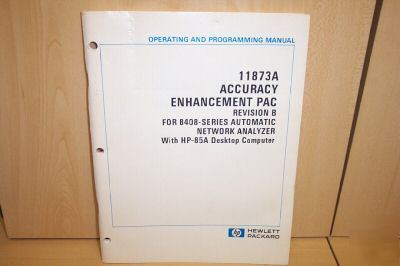 OPERATING AND PROGRAMMING MANUAL
11873A
ACCURACY
ENHANCEMENT PAC
REVISION B
FOR 8408-SERIES AUTOMATIC
NETWORK ANALYZER
With HP-85A Desktop Computer
hp HEWLETT
PACKARD